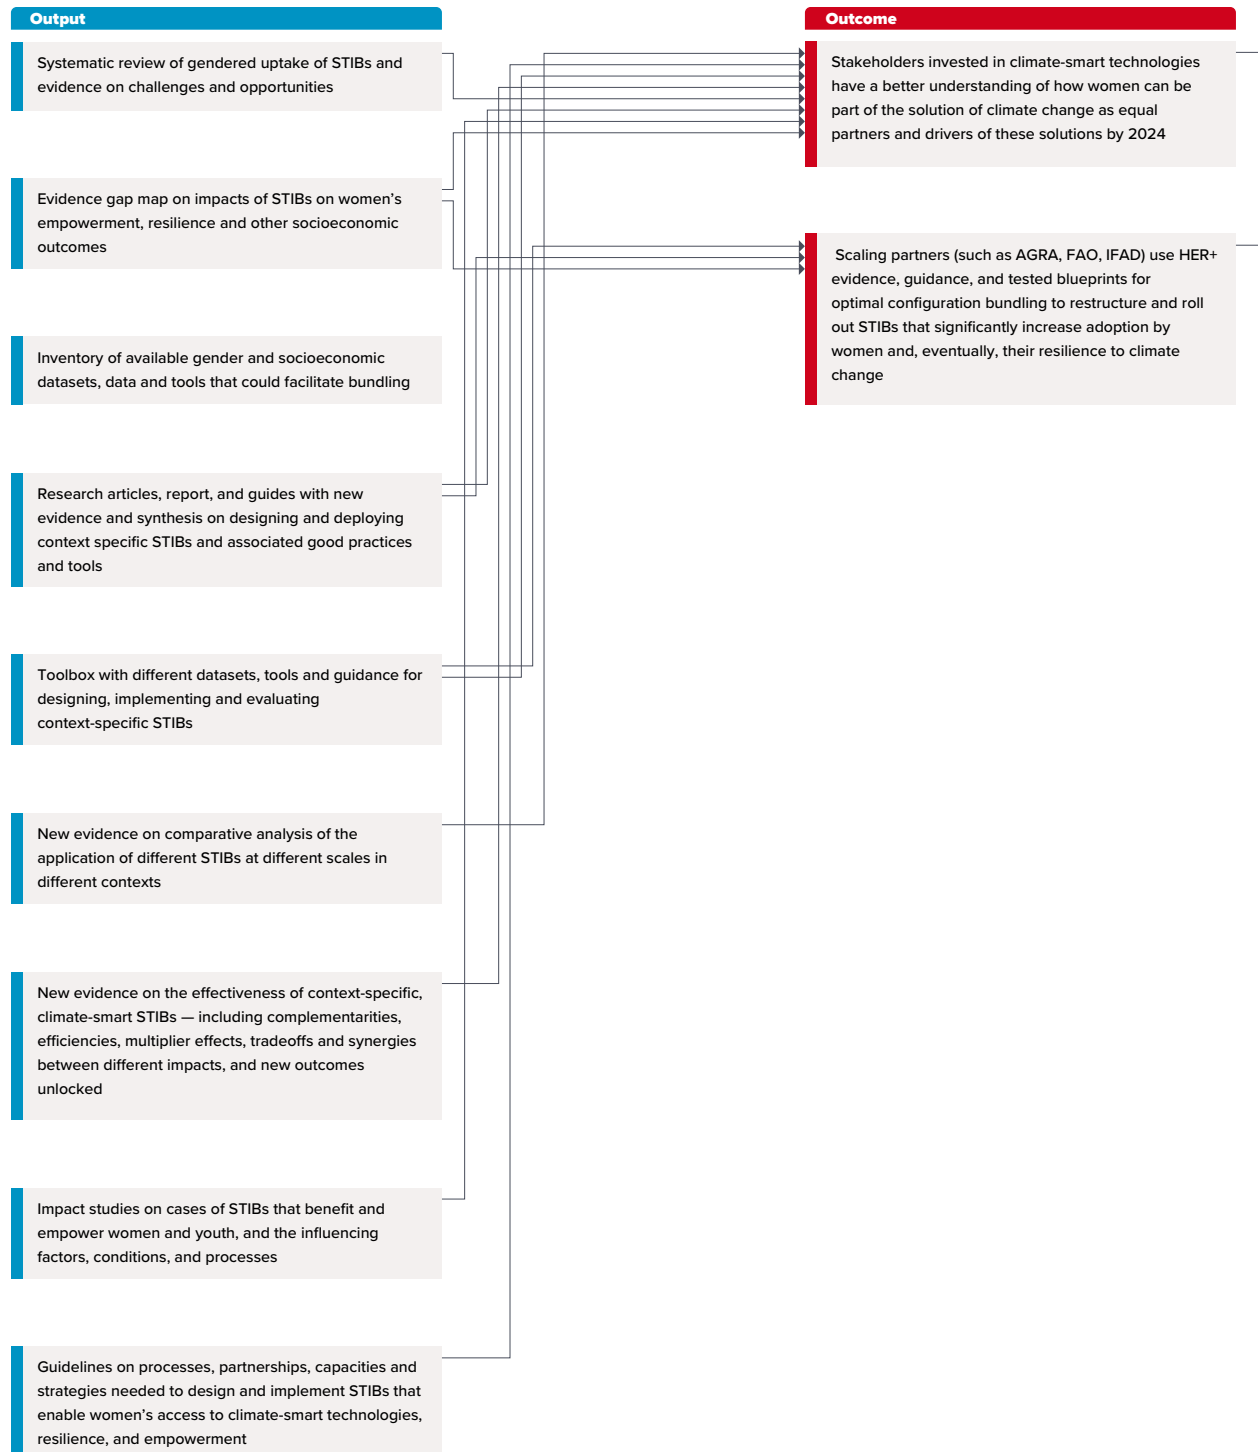 Output
Systematic review of gendered uptake of STIBs and
evidence on challenges and opportunities
Evidence gap map on impacts of STIBs on women’s
empowerment, resilience and other socioeconomic
outcomes
Inventory of available gender and socioeconomic
datasets, data and tools that could facilitate bundling
Research articles, report, and guides with new
evidence and synthesis on designing and deploying
context specific STIBs and associated good practices
and tools
Toolbox with different datasets, tools and guidance for
designing, implementing and evaluating
context-specific STIBs
New evidence on comparative analysis of the
application of different STIBs at different scales in
different contexts
New evidence on the effectiveness of context-specific,
climate-smart STIBs — including complementarities,
efficiencies, multiplier effects, tradeoffs and synergies
between different impacts, and new outcomes
unlocked
Impact studies on cases of STIBs that benefit and
empower women and youth, and the influencing
factors, conditions, and processes
Guidelines on processes, partnerships, capacities and
strategies needed to design and implement STIBs that
enable women’s access to climate-smart technologies,
resilience, and empowerment
Outcome
Stakeholders invested in climate-smart technologies
have a better understanding of how women can be
part of the solution of climate change as equal
partners and drivers of these solutions by 2024
Scaling partners (such as AGRA, FAO, IFAD) use HER+
evidence, guidance, and tested blueprints for
optimal configuration bundling to restructure and roll
out STIBs that significantly increase adoption by
women and, eventually, their resilience to climate
change